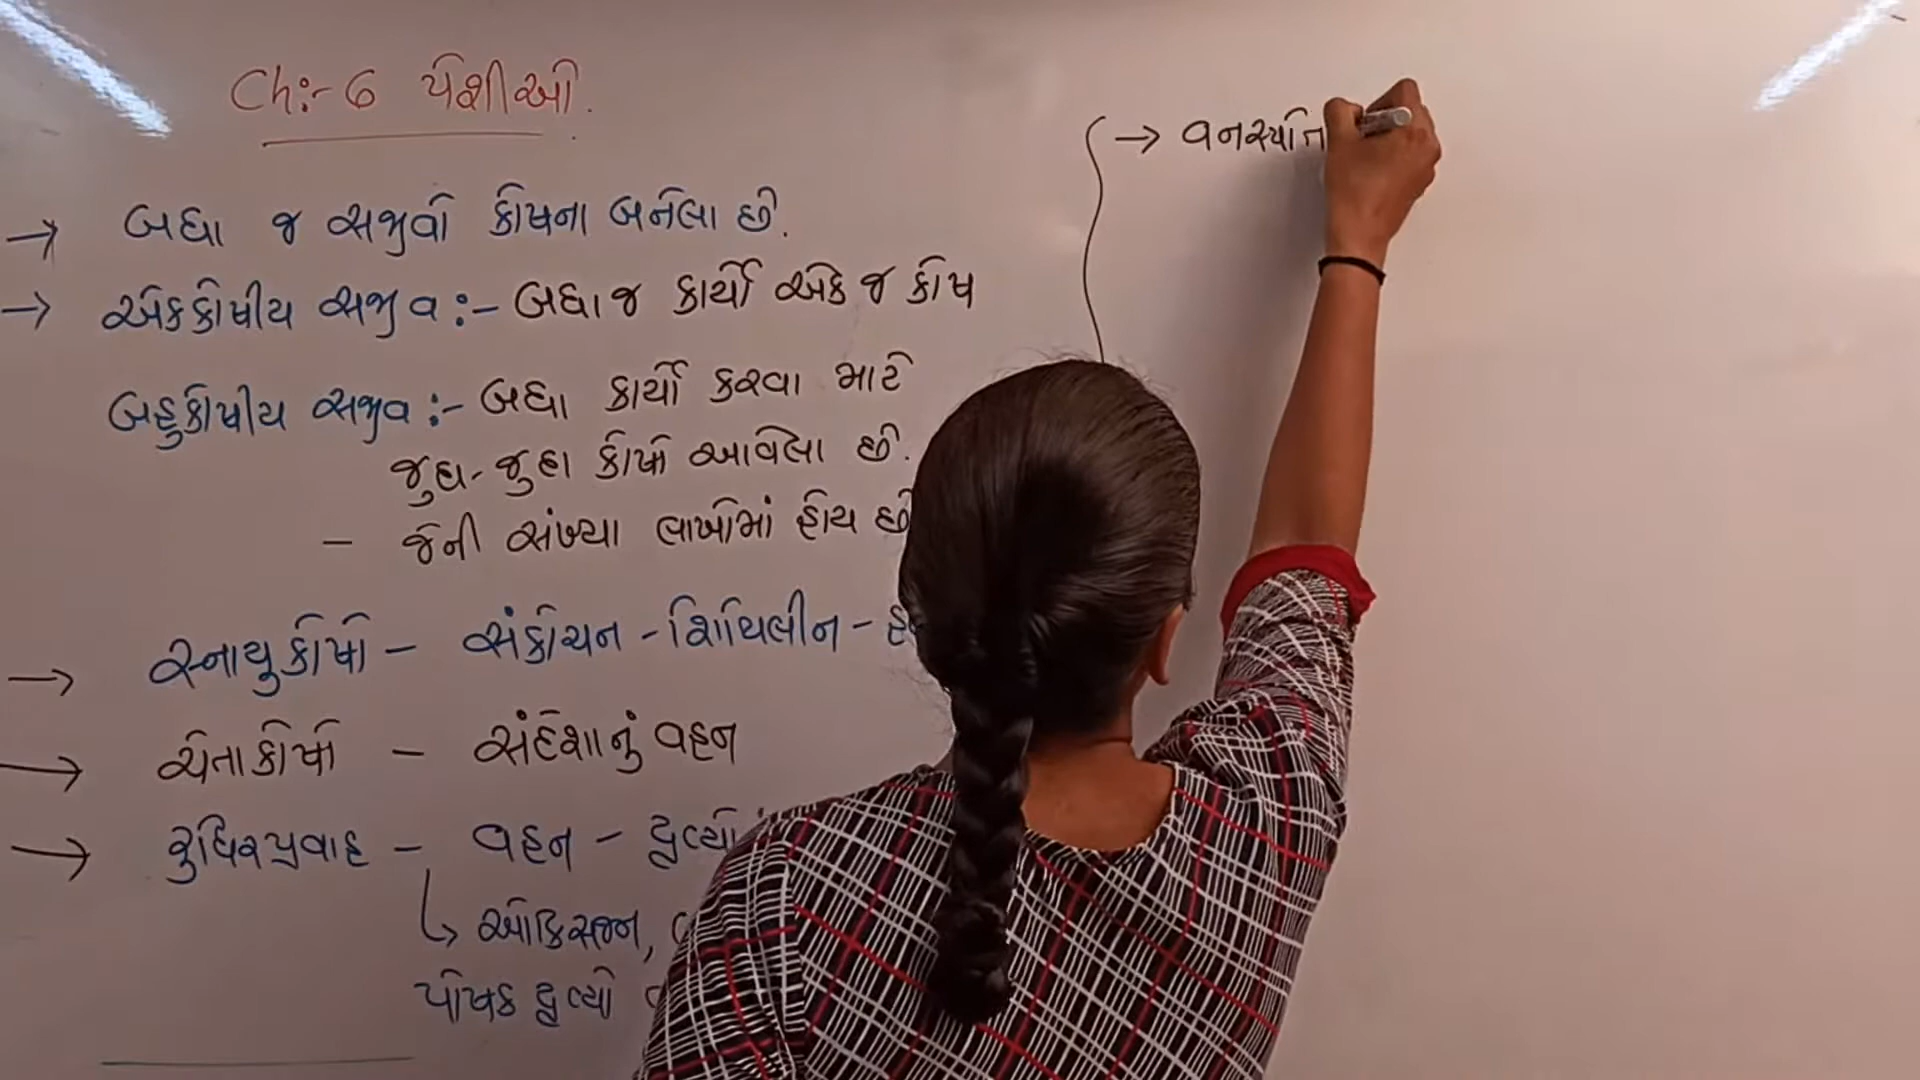 Ch:- 6 પેશીઓ.
→ બધા જ સજીવો કોષના બનેલા છે.
→ એકકોષીય સજીવ :- બધા જ કાર્યો એક જ કોષ
બહુકોષીય સજીવ :- બધા કાર્યો કરવા માટે
જુદા-જુદા કોષો આવેલા છે.
- જેની સંખ્યા લાખોમાં હોય છે
→ સ્નાયુકોષો - સંકોચન - શિથિલીન -
→ ચેતાકોષો - સંદેશાનું વહન
→ રુધિરપ્રવાહ - વહન - દ્રવ્યો
↳ ઓકિસજન,
પોષક દ્રવ્યો
→ વનસ્પતિ